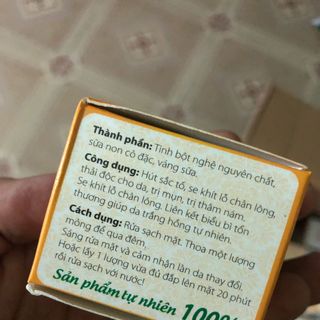 Thành phần: Tinh bột nghệ nguyên chất,
sữa non cô đặc, váng sữa.
Công dụng: Hút sắc tố, se khít lỗ chân lông,
thải độc cho da, trị mụn, trị thâm nám.
Se khít lỗ chân lông. Liên kết biểu bì tổn
thương giúp da trắng hồng tự nhiên.
Cách dụng: Rửa sạch mặt. Thoa một lượng
mỏng để qua đêm.
Sáng rửa mặt và cảm nhận làn da thay đổi.
Hoặc lấy 1 lượng vừa đủ đắp lên mặt 20 phút
rồi rửa sạch với nước!
Sản phẩm tự nhiên 100%